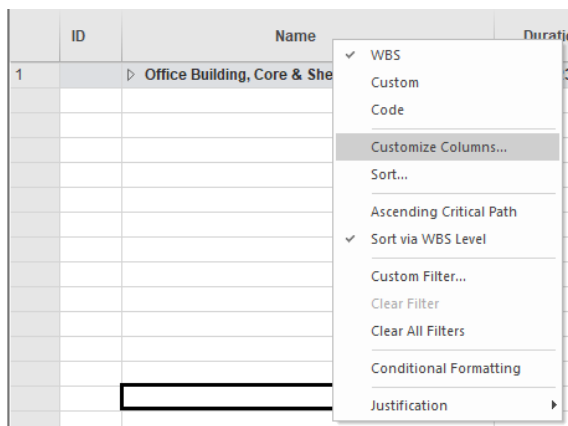 ID Name Durati
1 Office Building, Core & She
WBS
Custom
Code
Customize Columns...
Sort...
Ascending Critical Path
Sort via WBS Level
Custom Filter...
Clear Filter
Clear All Filters
Conditional Formatting
Justification